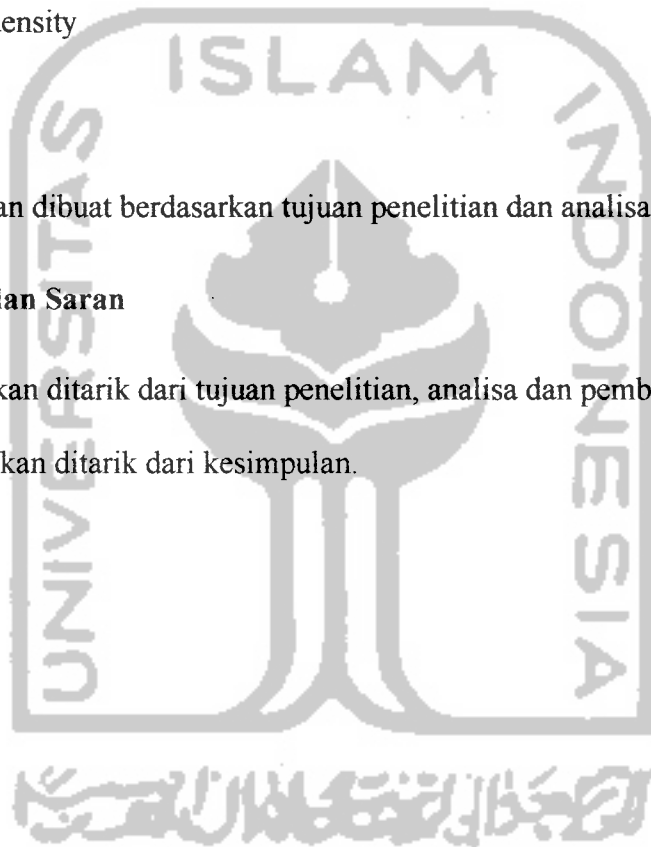 ensity
ISLAM
UNIVERSITAS
INDONESIA
an dibuat berdasarkan tujuan penelitian dan analisa
lan Saran
kan ditarik dari tujuan penelitian, analisa dan pemb
kan ditarik dari kesimpulan.